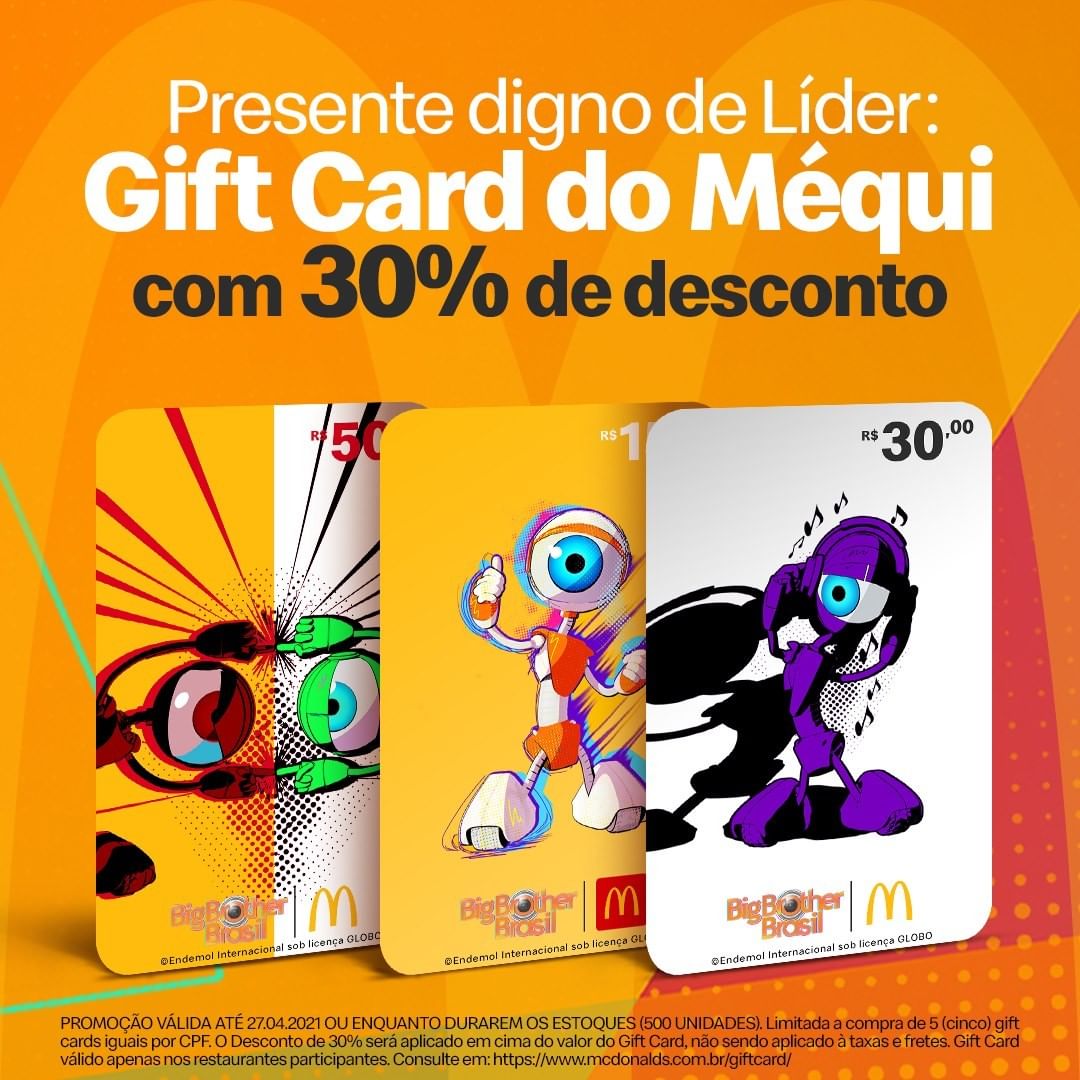 Presente digno de Líder:
Gift Card do Méqui
com 30% de desconto
R$ 50
R$ 1
R$ 30,00
Big Brother
Brasil
©Endemol Internacional sob licença GLOBO
Big Brother
Brasil
©Endemol Internacional sob licença GL
Big Brother
Brasil
©Endemol Internacional sob licença GLOBO
PROMOÇÃO VÁLIDA ATÉ 27.04.2021 OU ENQUANTO DURAREM OS ESTOQUES (500 UNIDADES). Limitada a compra de 5 (cinco) gift
cards iguais por CPF. O Desconto de 30% será aplicado em cima do valor do Gift Card, não sendo aplicado à taxas e fretes. Gift Card
válido apenas nos restaurantes participantes. Consulte em: https://www.mcdonalds.com.br/giftcard/